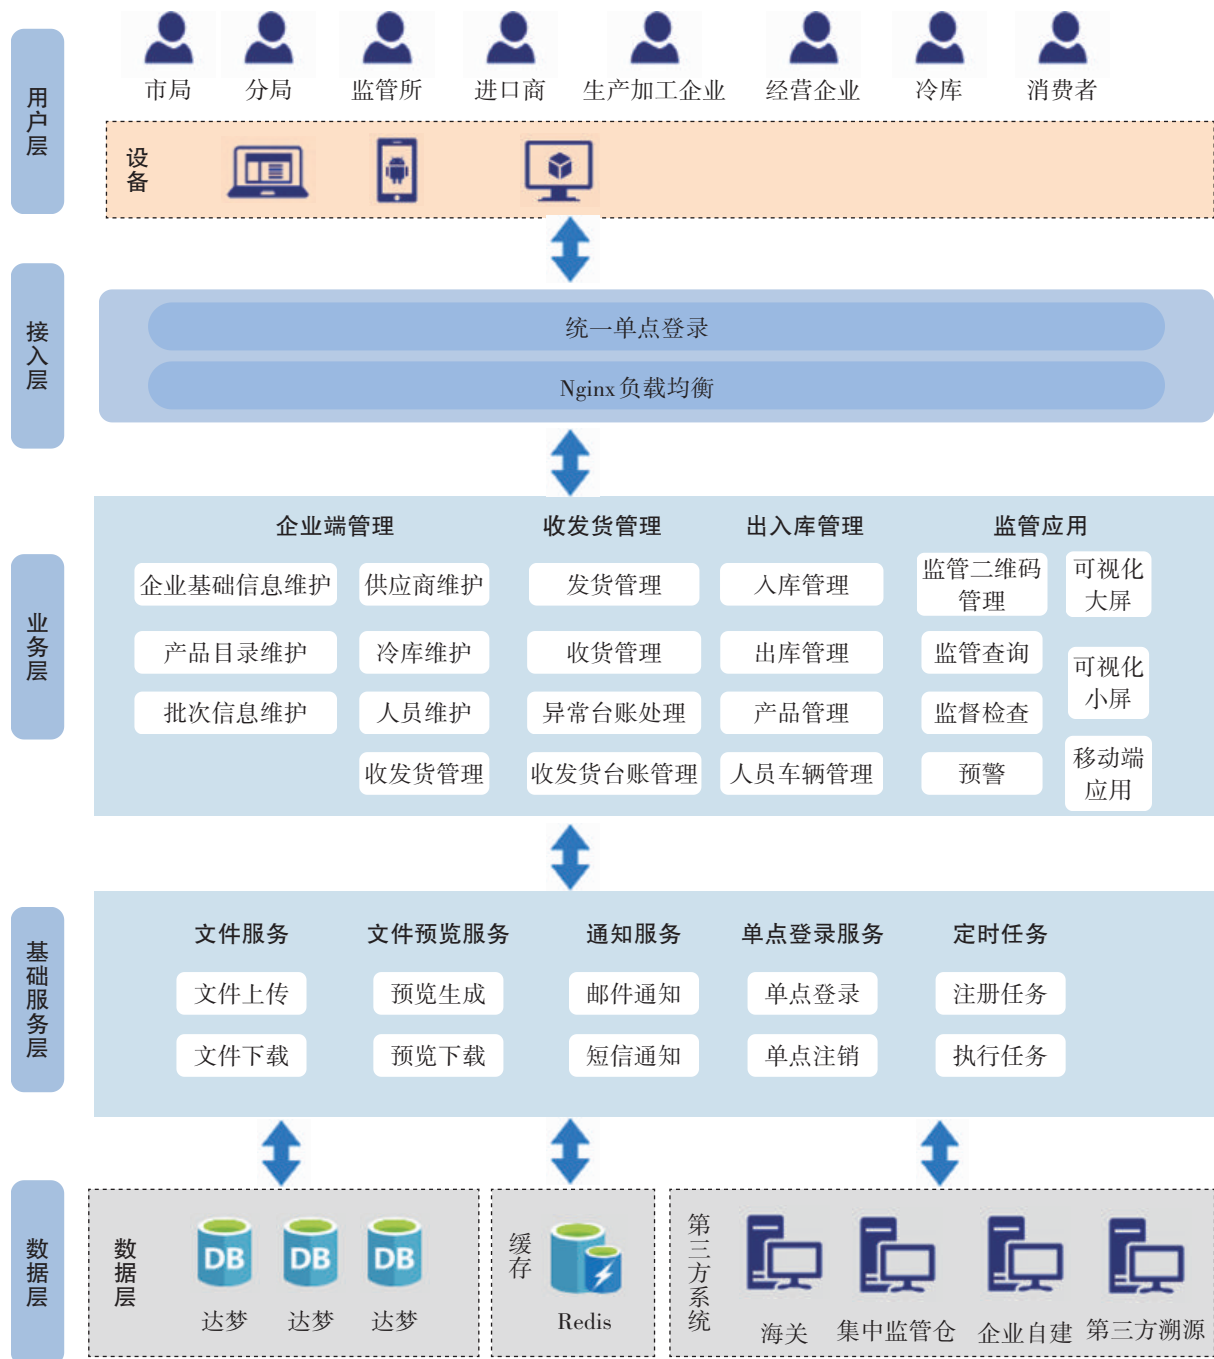 用户层
市局
分局
监管所
进口商
生产加工企业
经营企业
冷库
消费者
设备
接入层
统一单点登录
Nginx负载均衡
业务层
企业端管理
收发货管理
出入库管理
监管应用
企业基础信息维护
供应商维护
发货管理
入库管理
监管二维码
管理
可视化
大屏
产品目录维护
冷库维护
收货管理
出库管理
监管查询
可视化
小屏
批次信息维护
人员维护
异常台账处理
产品管理
监督检查
收发货管理
收发货台账管理
人员车辆管理
预警
移动端
应用
基础服务层
文件服务
文件预览服务
通知服务
单点登录服务
定时任务
文件上传
预览生成
邮件通知
单点登录
注册任务
文件下载
预览下载
短信通知
单点注销
执行任务
数据层
数据层
DB
DB
DB
达梦
达梦
达梦
缓存
Redis
第三方系统
海关
集中监管仓
企业自建
第三方溯源